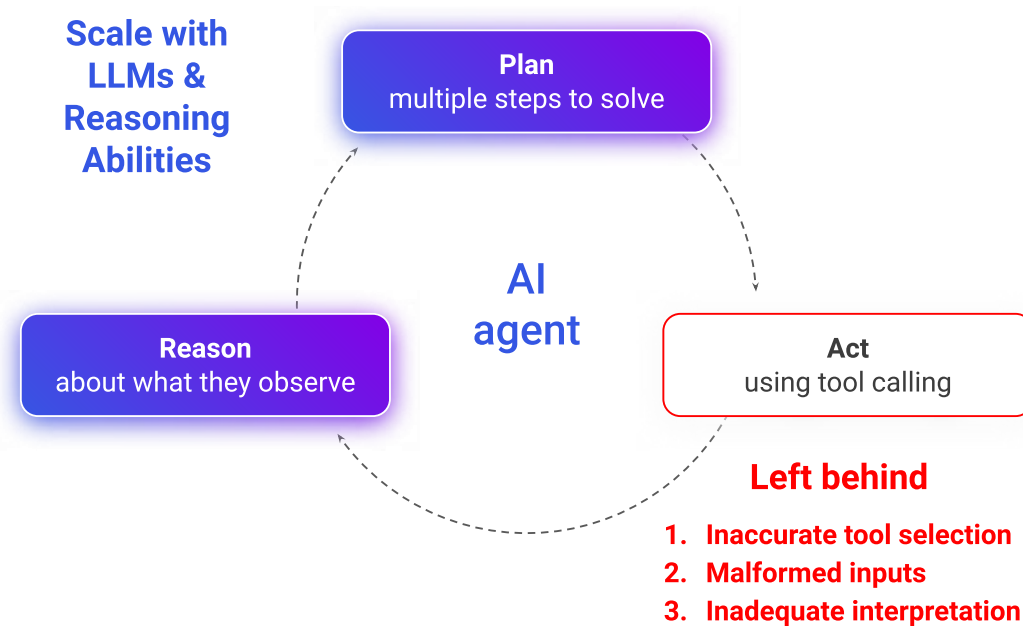 Scale with
LLMs &
Reasoning
Abilities
Plan
multiple steps to solve
AI
agent
Reason
about what they observe
Act
using tool calling
Left behind
1. Inaccurate tool selection
2. Malformed inputs
3. Inadequate interpretation